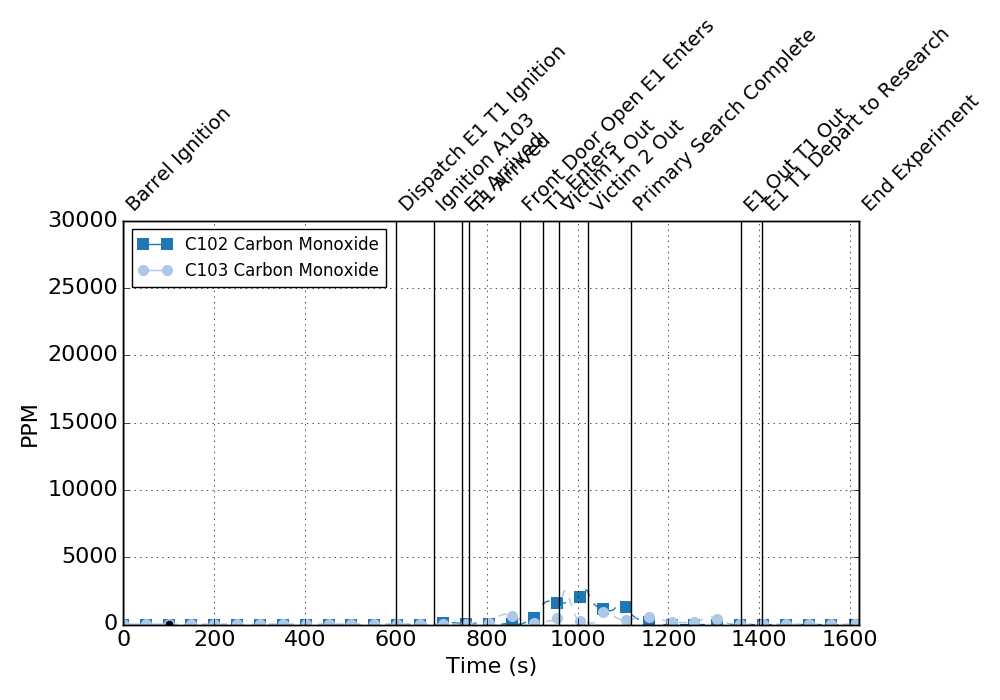 Barrel Ignition
Dispatch E1 T1 Ignition
Ignition A103
E1 Arrived
T1 Arrived
Front Door Open E1 Enters
T1 Enters
Victim 1 Out
Victim 2 Out
Primary Search Complete
E1 Out T1 Out
E1 T1 Depart to Research
End Experiment
30000
25000
20000
15000
10000
5000
0
C102 Carbon Monoxide
C103 Carbon Monoxide
PPM
0 200 400 600 800 1000 1200 1400 1600
Time (s)